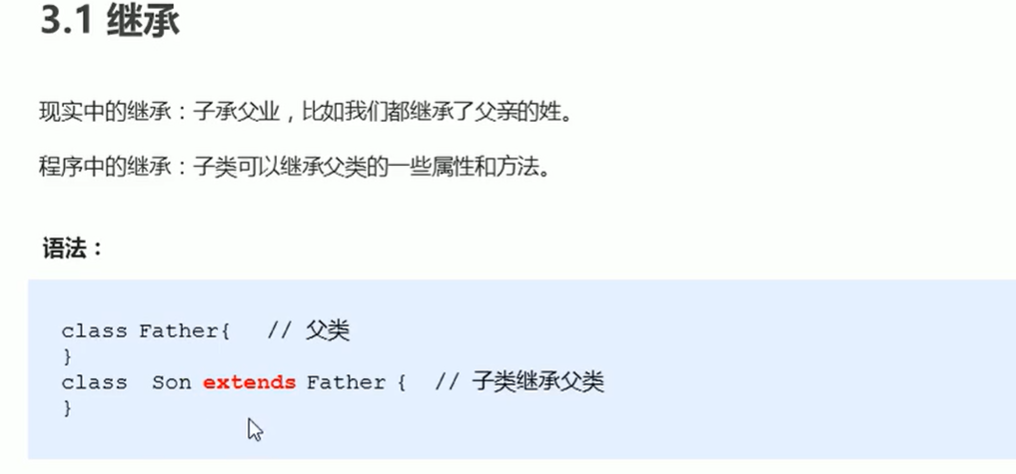 3.1 继承
现实中的继承：子承父业，比如我们都继承了父亲的姓。
程序中的继承：子类可以继承父类的一些属性和方法。
语法：
class Father{   // 父类
}
class  Son extends Father {  // 子类继承父类
}